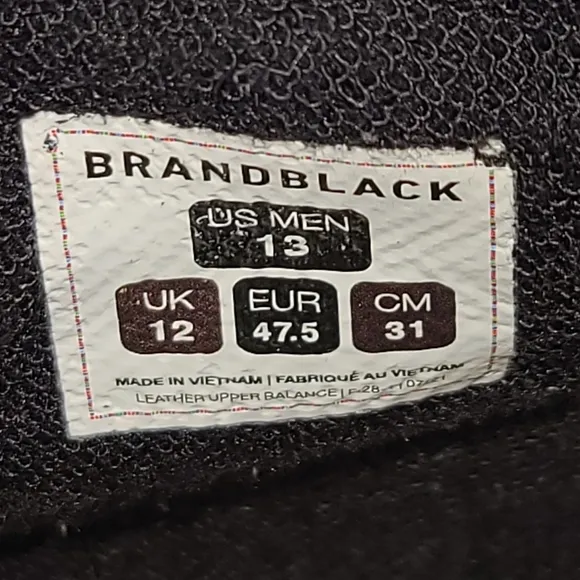 BRANDBLACK
US MEN
13
UK EUR CM
12 47.5 31
MADE IN VIETNAM | FABRIQUÉ AU VIETNAM
LEATHER UPPER BALANCE |